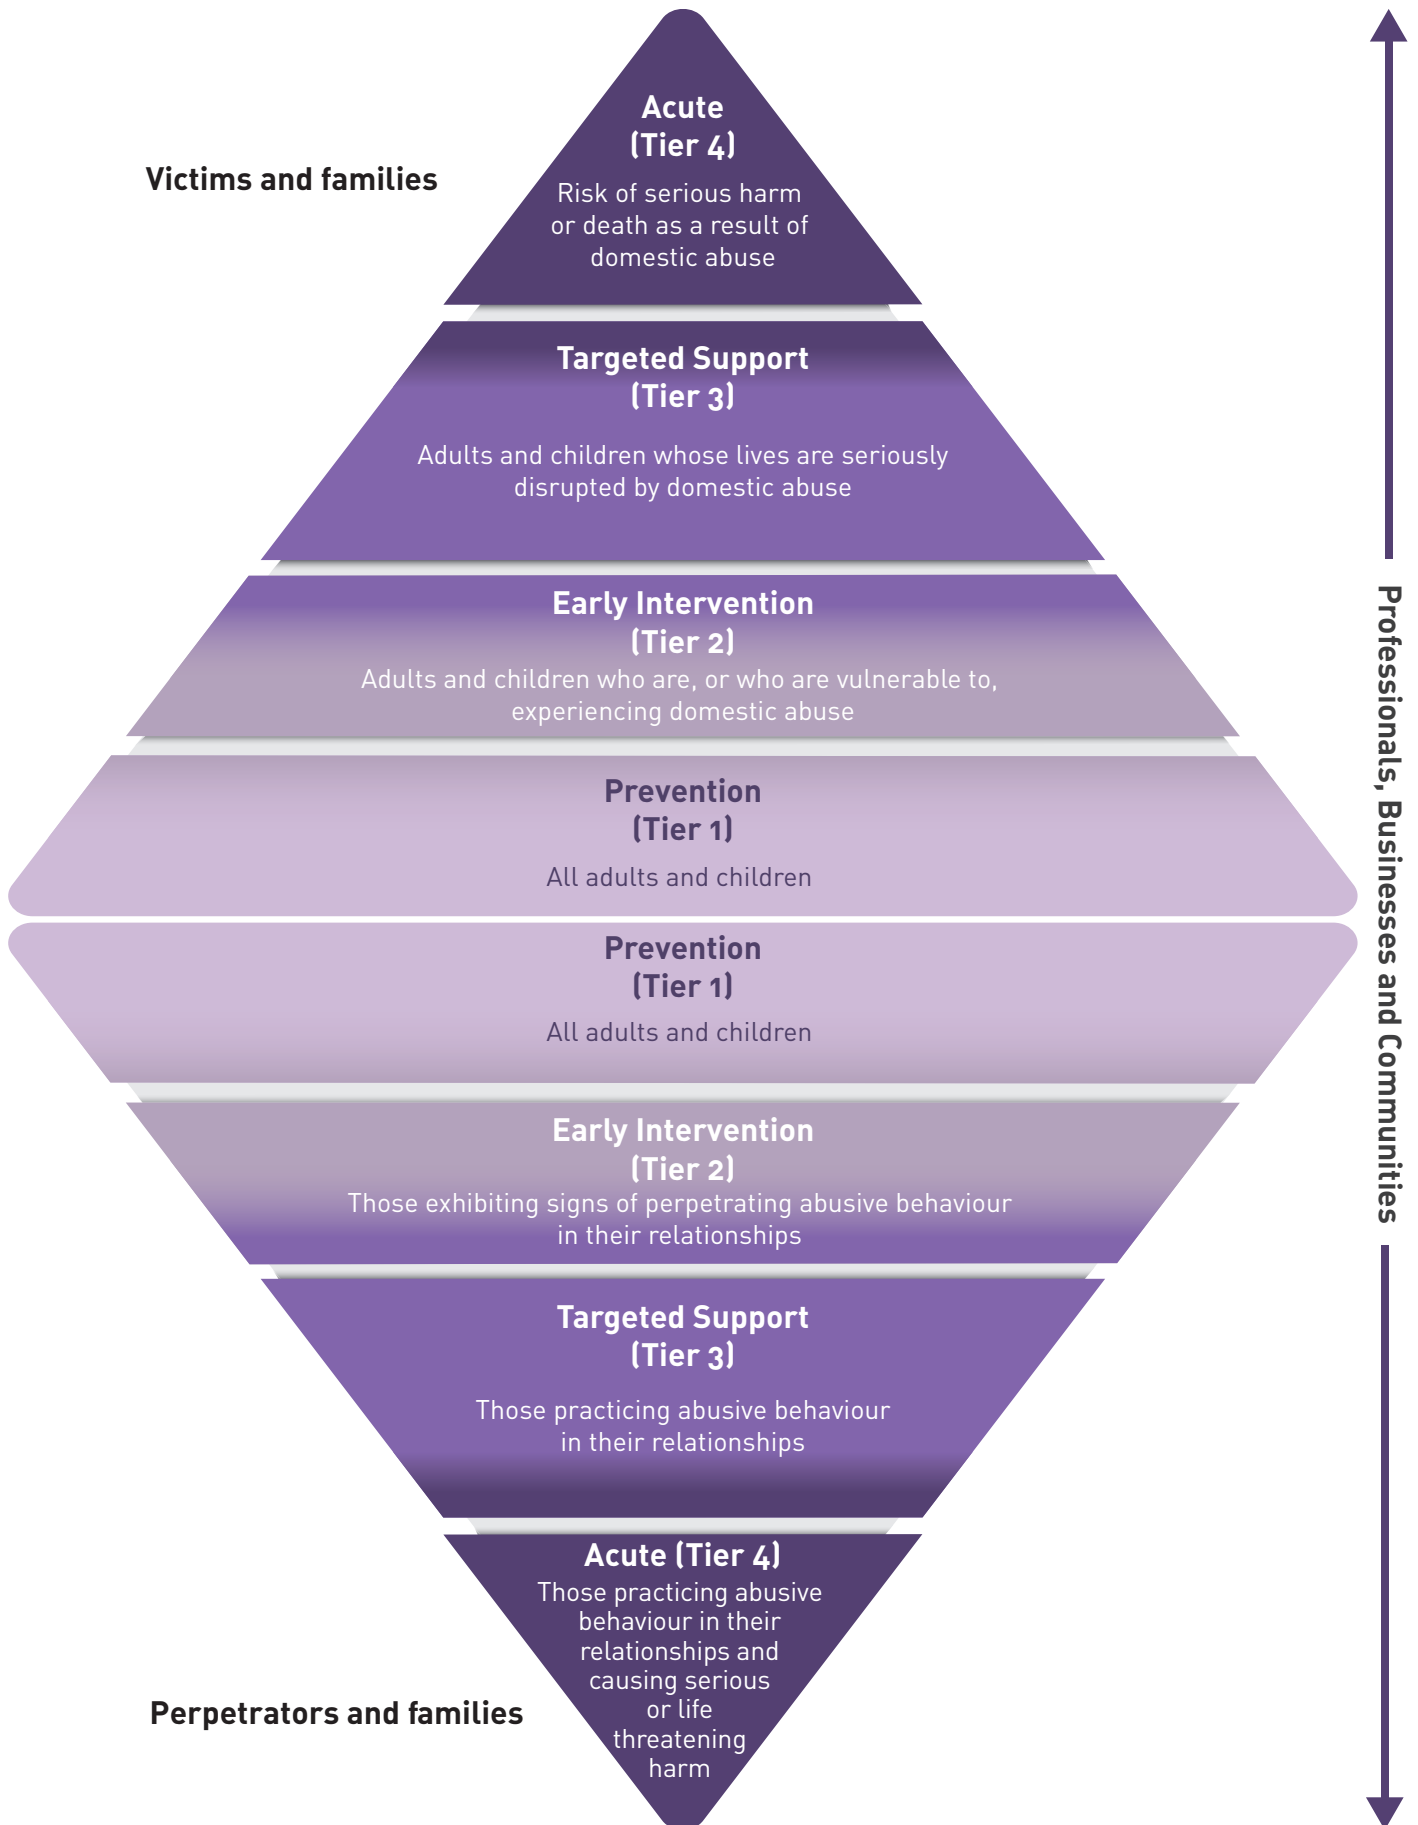 Acute
(Tier 4)
Victims and families
Risk of serious harm
or death as a result of
domestic abuse
Targeted Support
(Tier 3)
Adults and children whose lives are seriously
disrupted by domestic abuse
Early Intervention
(Tier 2)
Adults and children who are, or who are vulnerable to,
experiencing domestic abuse
Prevention
(Tier 1)
All adults and children
Prevention
(Tier 1)
All adults and children
Early Intervention
(Tier 2)
Those exhibiting signs of perpetrating abusive behaviour
in their relationships
Targeted Support
(Tier 3)
Those practicing abusive behaviour
in their relationships
Acute (Tier 4)
Those practicing abusive
behaviour in their
relationships and
causing serious
or life
threatening
harm
Perpetrators and families
Professionals, Businesses and Communities